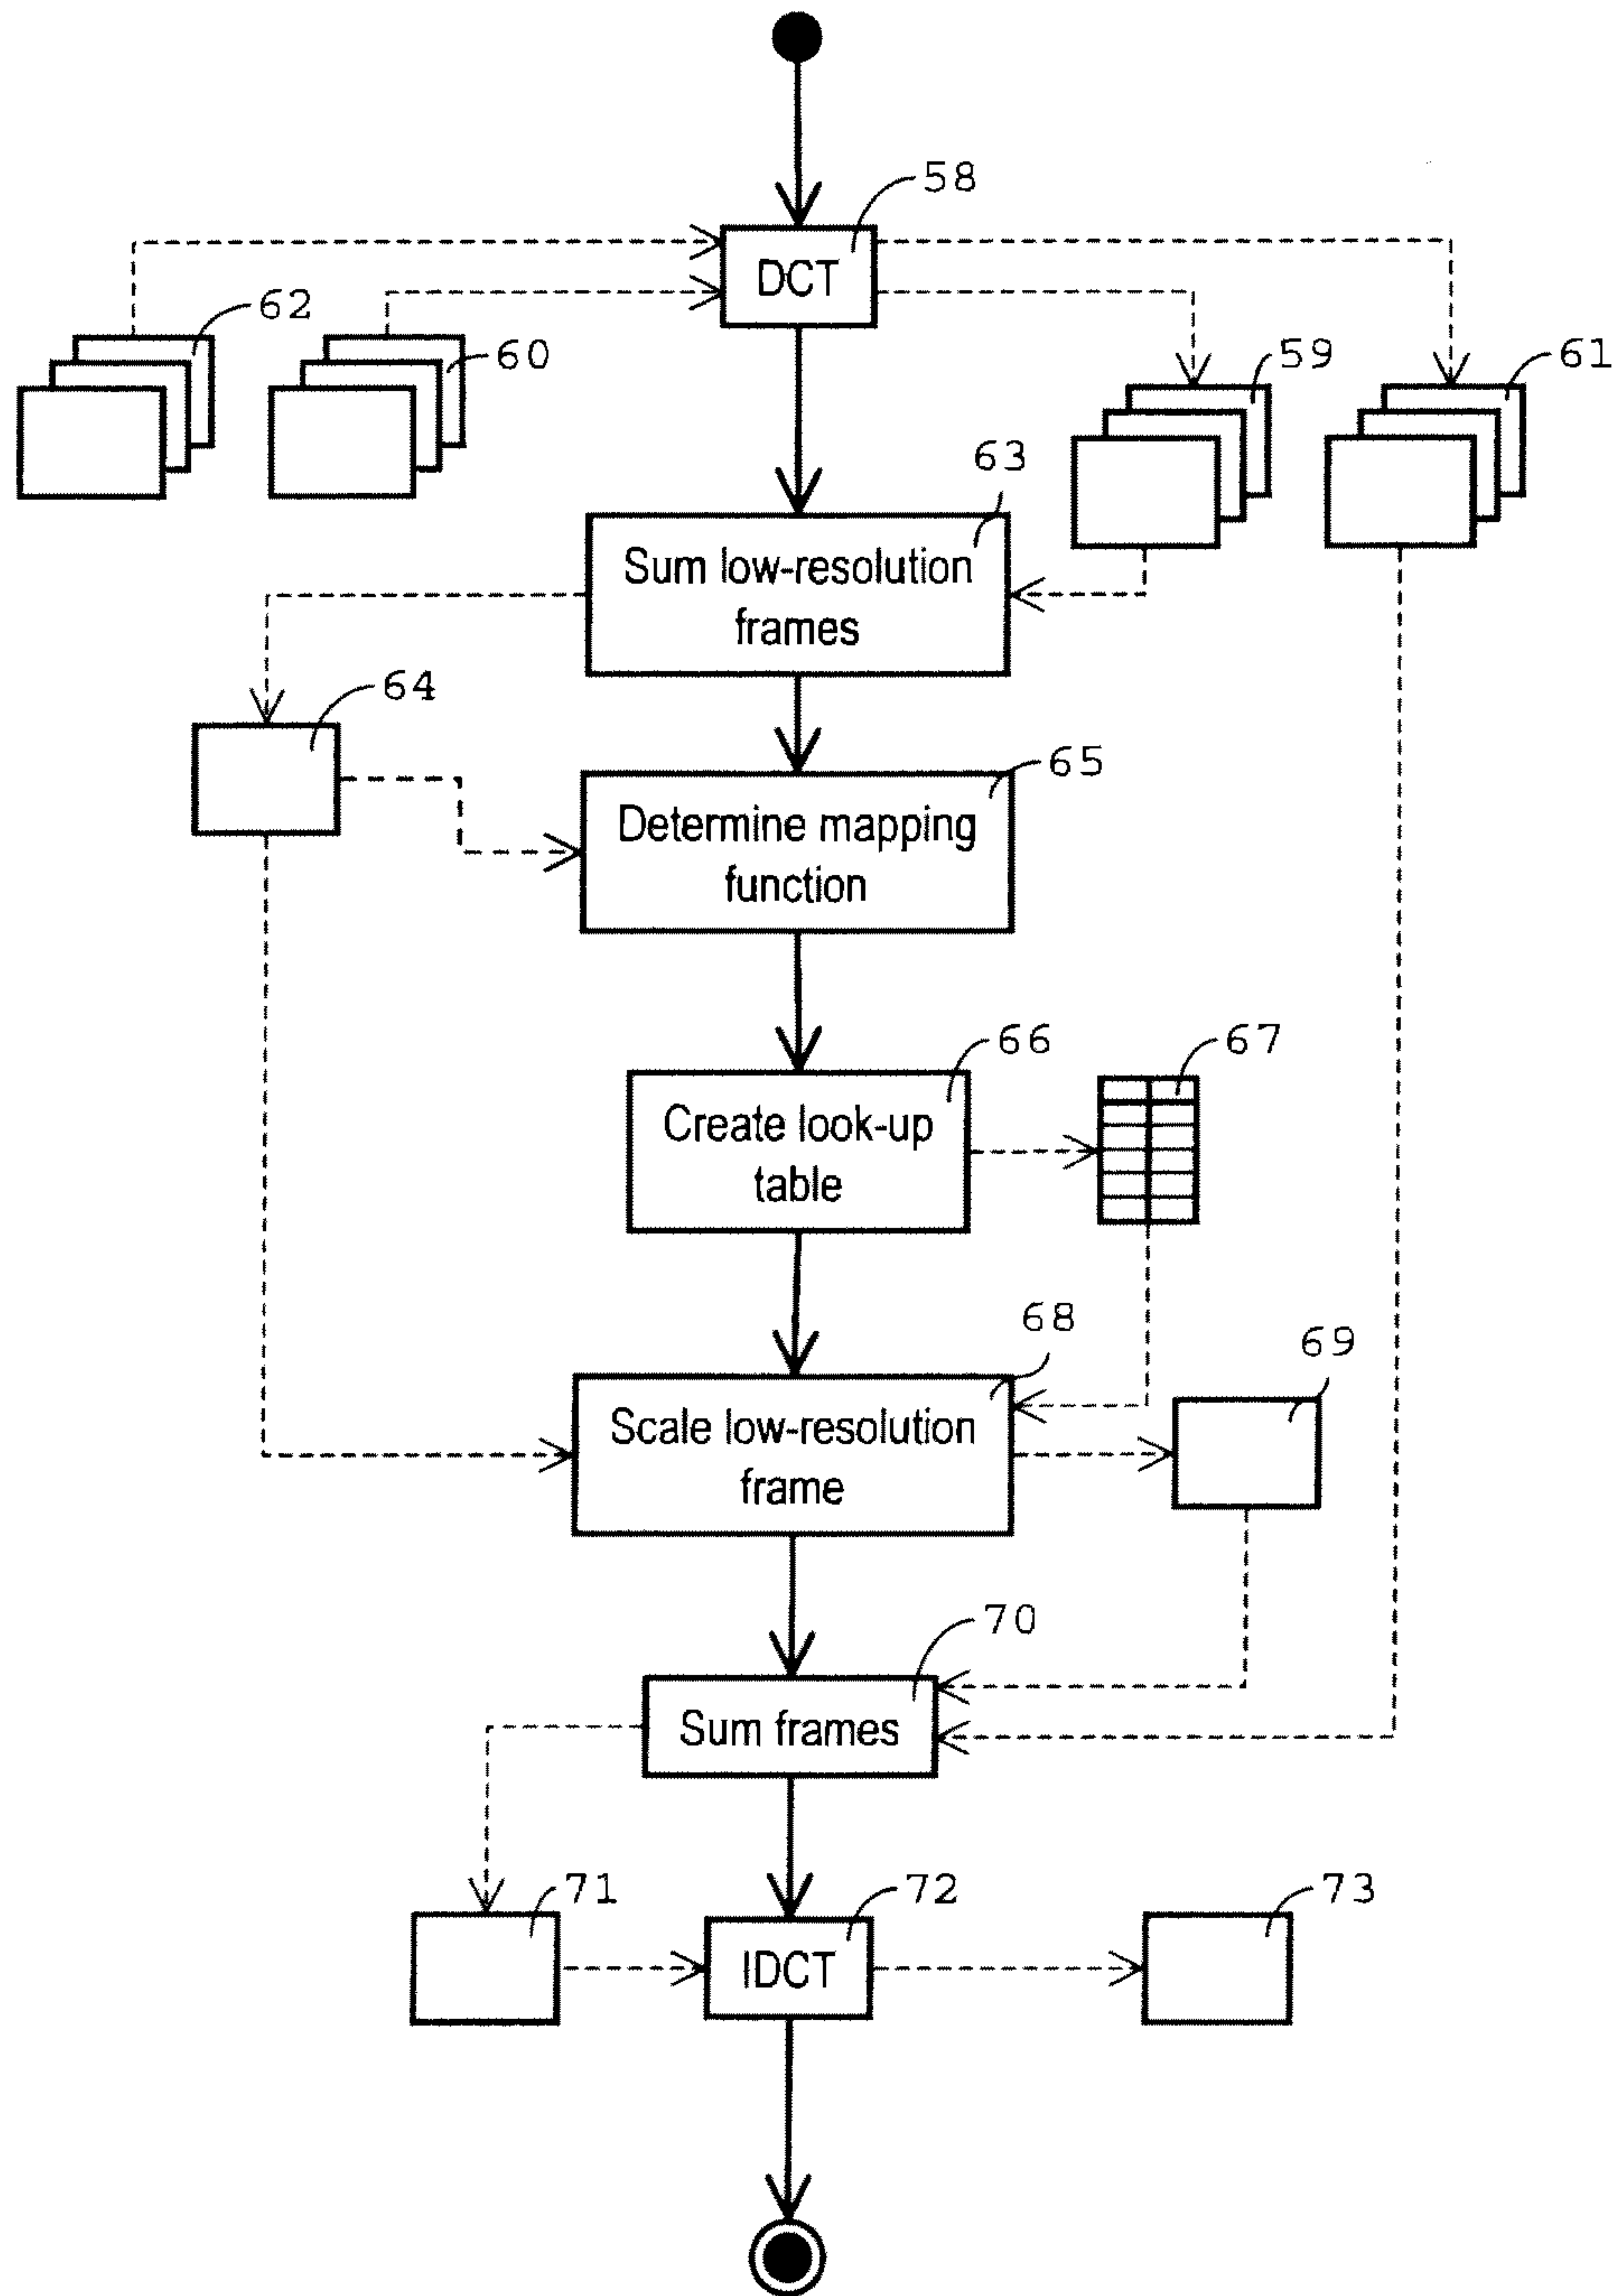 58
DCT
62
60
59
61
63
Sum low-resolution
frames
64
65
Determine mapping
function
66
67
Create look-up
table
68
69
Scale low-resolution
frame
70
Sum frames
71
72
73
IDCT